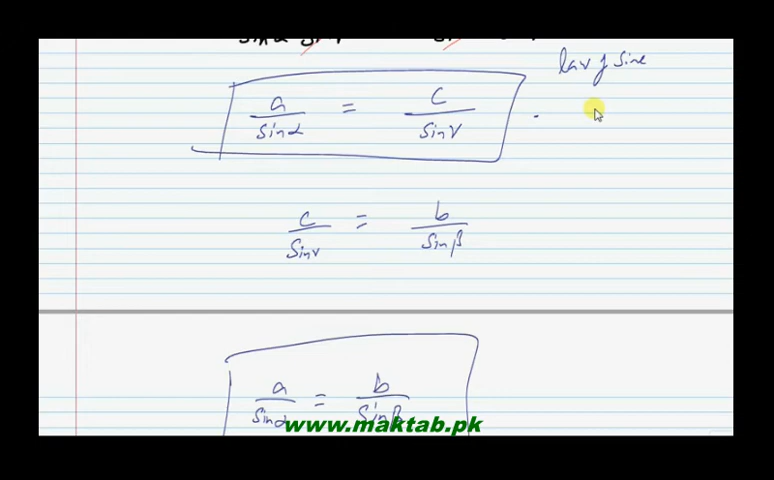 law of sine
a/sinα = c/sinγ .
c/sinγ = b/sinβ
a/sinα = b/sinβ
www.maktab.pk